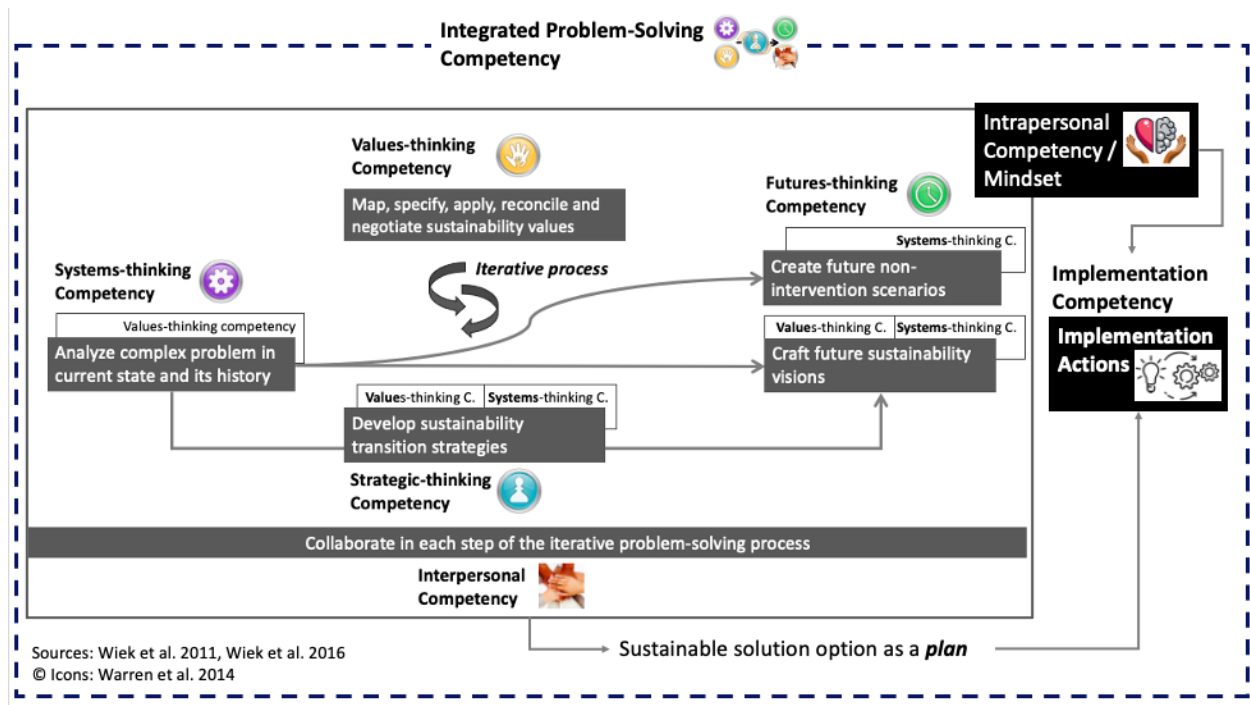 Integrated Problem-Solving
Competency
Intrapersonal
Competency /
Mindset
Values-thinking
Competency
Map, specify, apply, reconcile and
negotiate sustainability values
Futures-thinking
Competency
Systems-thinking C.
Create future non-
intervention scenarios
Systems-thinking
Competency
Values-thinking competency
Analyze complex problem in
current state and its history
Iterative process
Values-thinking C. Systems-thinking C.
Craft future sustainability
visions
Implementation
Competency
Implementation
Actions
Values-thinking C. Systems-thinking C.
Develop sustainability
transition strategies
Strategic-thinking
Competency
Collaborate in each step of the iterative problem-solving process
Interpersonal
Competency
Sustainable solution option as a plan
Sources: Wiek et al. 2011, Wiek et al. 2016
© Icons: Warren et al. 2014